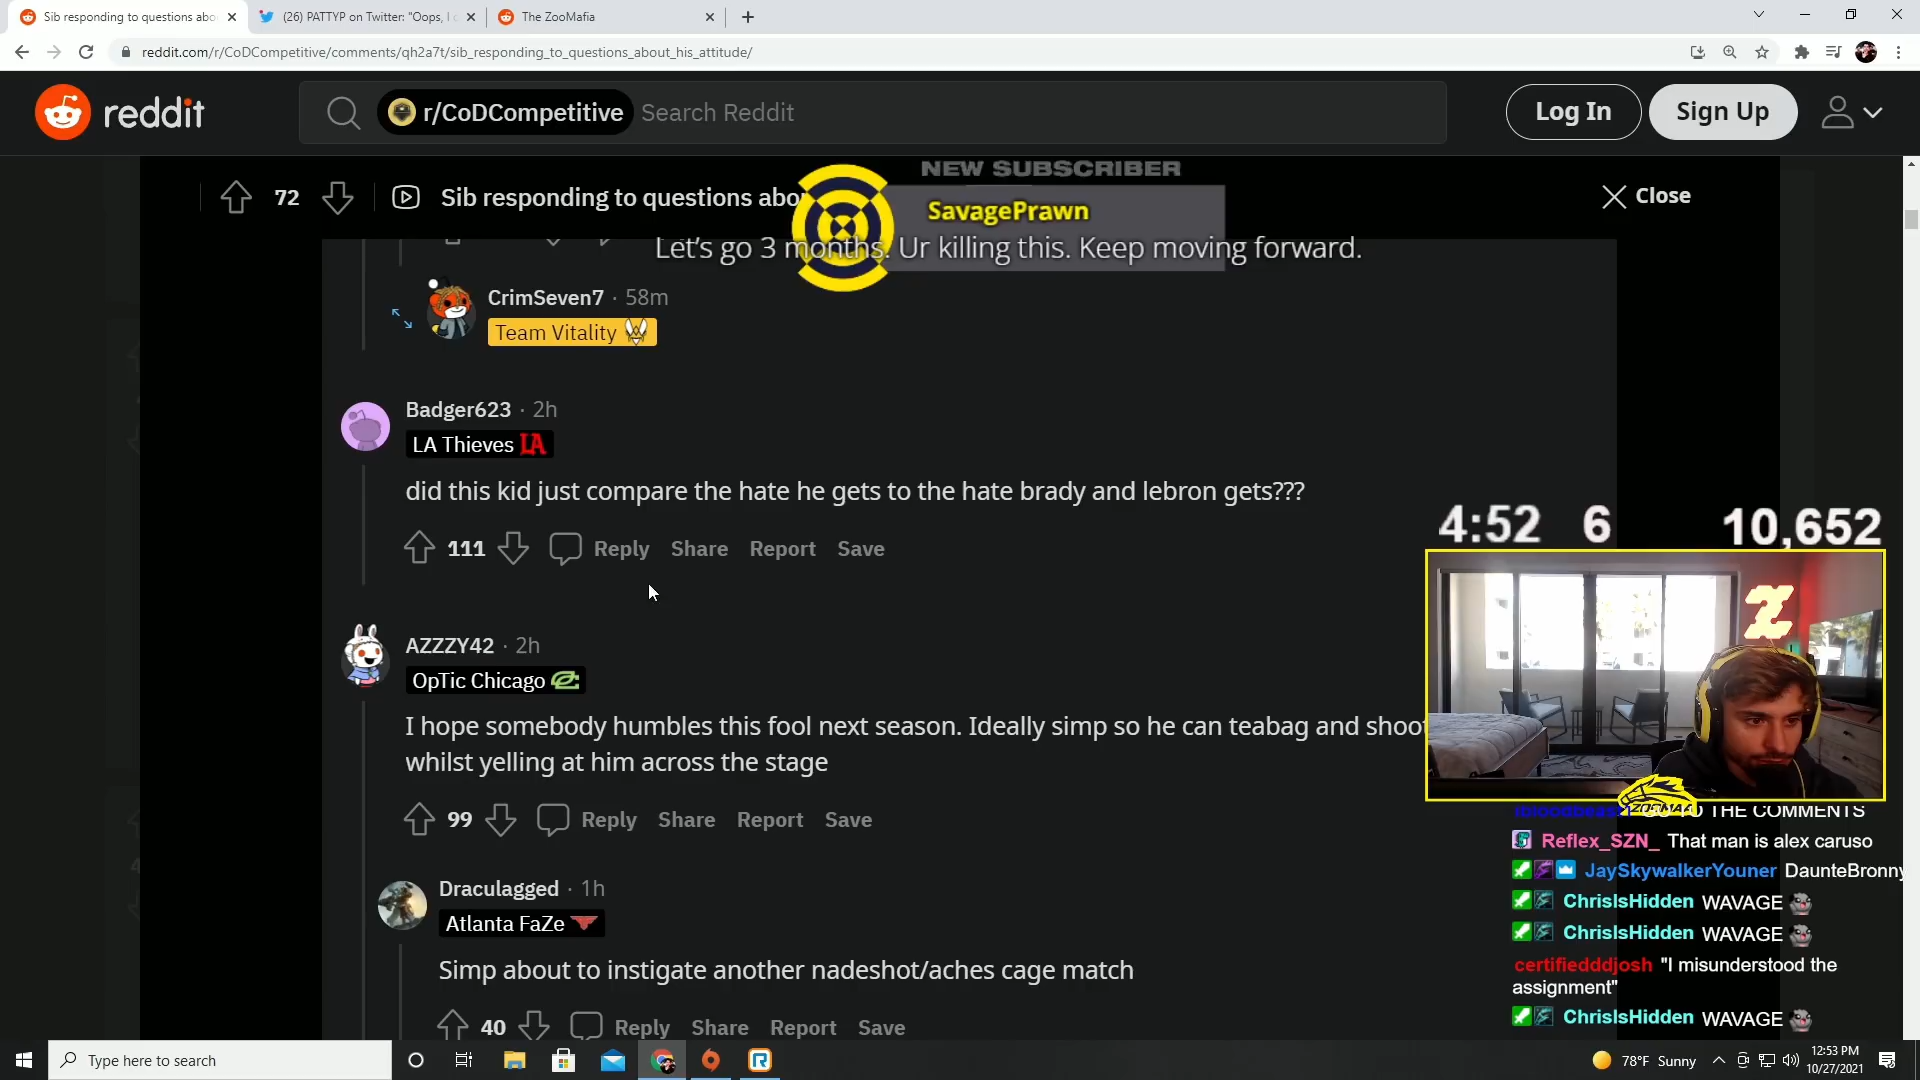 Sib responding to questions abo
(26) PATTYP on Twitter: "Oops, I
The ZooMafia
reddit.com/r/CoDCompetitive/comments/qh2a7t/sib_responding_to_questions_about_his_attitude/
reddit
r/CoDCompetitive Search Reddit
Log In
Sign Up
NEW SUBSCRIBER
SavagePrawn
Let's go 3 months. Ur killing this. Keep moving forward.
72
Sib responding to questions abo
Close
CrimSeven7 · 58m
Team Vitality
Badger623 · 2h
LA Thieves LA
did this kid just compare the hate he gets to the hate brady and lebron gets???
111 Reply Share Report Save
4:52 6 10,652
Z
AZZZY42 · 2h
OpTic Chicago
I hope somebody humbles this fool next season. Ideally simp so he can teabag and shoot
whilst yelling at him across the stage
99 Reply Share Report Save
Draculagged · 1h
Atlanta FaZe
Simp about to instigate another nadeshot/aches cage match
40 Reply Share Report Save
TO THE COMMENTS
Reflex_SZN_ That man is alex caruso
JaySkywalkerYouner DaunteBronny
ChrisIsHidden WAVAGE
ChrisIsHidden WAVAGE
certifiedddjosh "I misunderstood the
assignment"
ChrisIsHidden WAVAGE
Type here to search
78°F Sunny
12:53 PM
10/27/2021